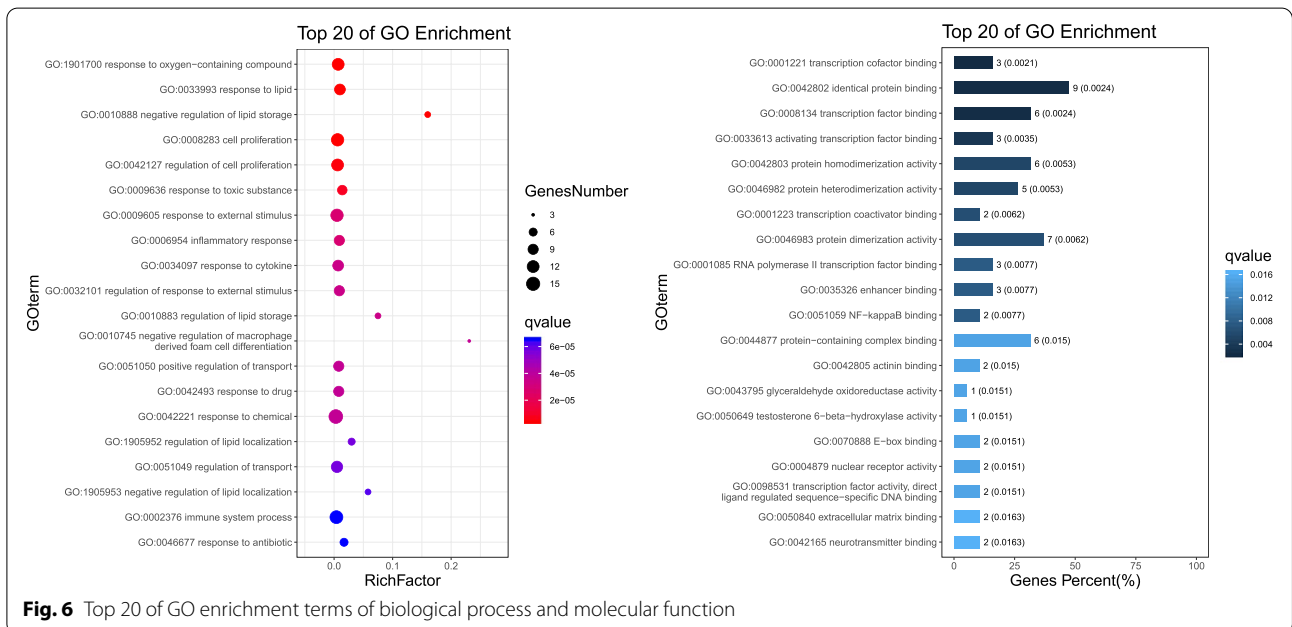 Top 20 of GO Enrichment
GOterm
GO:1901700 response to oxygen−containing compound
GO:0033993 response to lipid
GO:0010888 negative regulation of lipid storage
GO:0008283 cell proliferation
GO:0042127 regulation of cell proliferation
GO:0009636 response to toxic substance
GO:0009605 response to external stimulus
GO:0006954 inflammatory response
GO:0034097 response to cytokine
GO:0032101 regulation of response to external stimulus
GO:0010883 regulation of lipid storage
GO:0010745 negative regulation of macrophage
derived foam cell differentiation
GO:0051050 positive regulation of transport
GO:0042493 response to drug
GO:0042221 response to chemical
GO:1905952 regulation of lipid localization
GO:0051049 regulation of transport
GO:1905953 negative regulation of lipid localization
GO:0002376 immune system process
GO:0046677 response to antibiotic
0.0 0.1 0.2
RichFactor
GenesNumber
3
6
9
12
15
qvalue
6e−05
4e−05
2e−05
Top 20 of GO Enrichment
GOterm
GO:0001221 transcription cofactor binding 3 (0.0021)
GO:0042802 identical protein binding 9 (0.0024)
GO:0008134 transcription factor binding 6 (0.0024)
GO:0033613 activating transcription factor binding 3 (0.0035)
GO:0042803 protein homodimerization activity 6 (0.0053)
GO:0046982 protein heterodimerization activity 5 (0.0053)
GO:0001223 transcription coactivator binding 2 (0.0062)
GO:0046983 protein dimerization activity 7 (0.0062)
GO:0001085 RNA polymerase II transcription factor binding 3 (0.0077)
GO:0035326 enhancer binding 3 (0.0077)
GO:0051059 NF−kappaB binding 2 (0.0077)
GO:0044877 protein−containing complex binding 6 (0.015)
GO:0042805 actinin binding 2 (0.015)
GO:0043795 glyceraldehyde oxidoreductase activity 1 (0.0151)
GO:0050649 testosterone 6−beta−hydroxylase activity 1 (0.0151)
GO:0070888 E−box binding 2 (0.0151)
GO:0004879 nuclear receptor activity 2 (0.0151)
GO:0098531 transcription factor activity, direct
ligand regulated sequence−specific DNA binding 2 (0.0151)
GO:0050840 extracellular matrix binding 2 (0.0163)
GO:0042165 neurotransmitter binding 2 (0.0163)
0 25 50 75 100
Genes Percent(%)
qvalue
0.016
0.012
0.008
0.004
Fig. 6 Top 20 of GO enrichment terms of biological process and molecular function